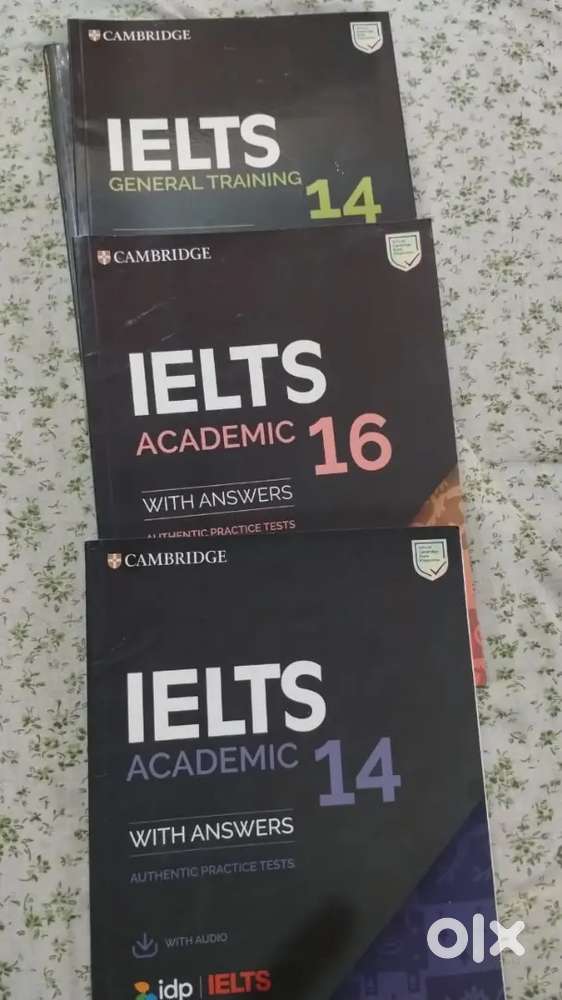 CAMBRIDGE
IELTS
GENERAL TRAINING
14
CAMBRIDGE
IELTS
ACADEMIC 16
WITH ANSWERS
AUTHENTIC PRACTICE TESTS
CAMBRIDGE
IELTS
ACADEMIC 14
WITH ANSWERS
AUTHENTIC PRACTICE TESTS
WITH AUDIO
idp | IELTS
olx